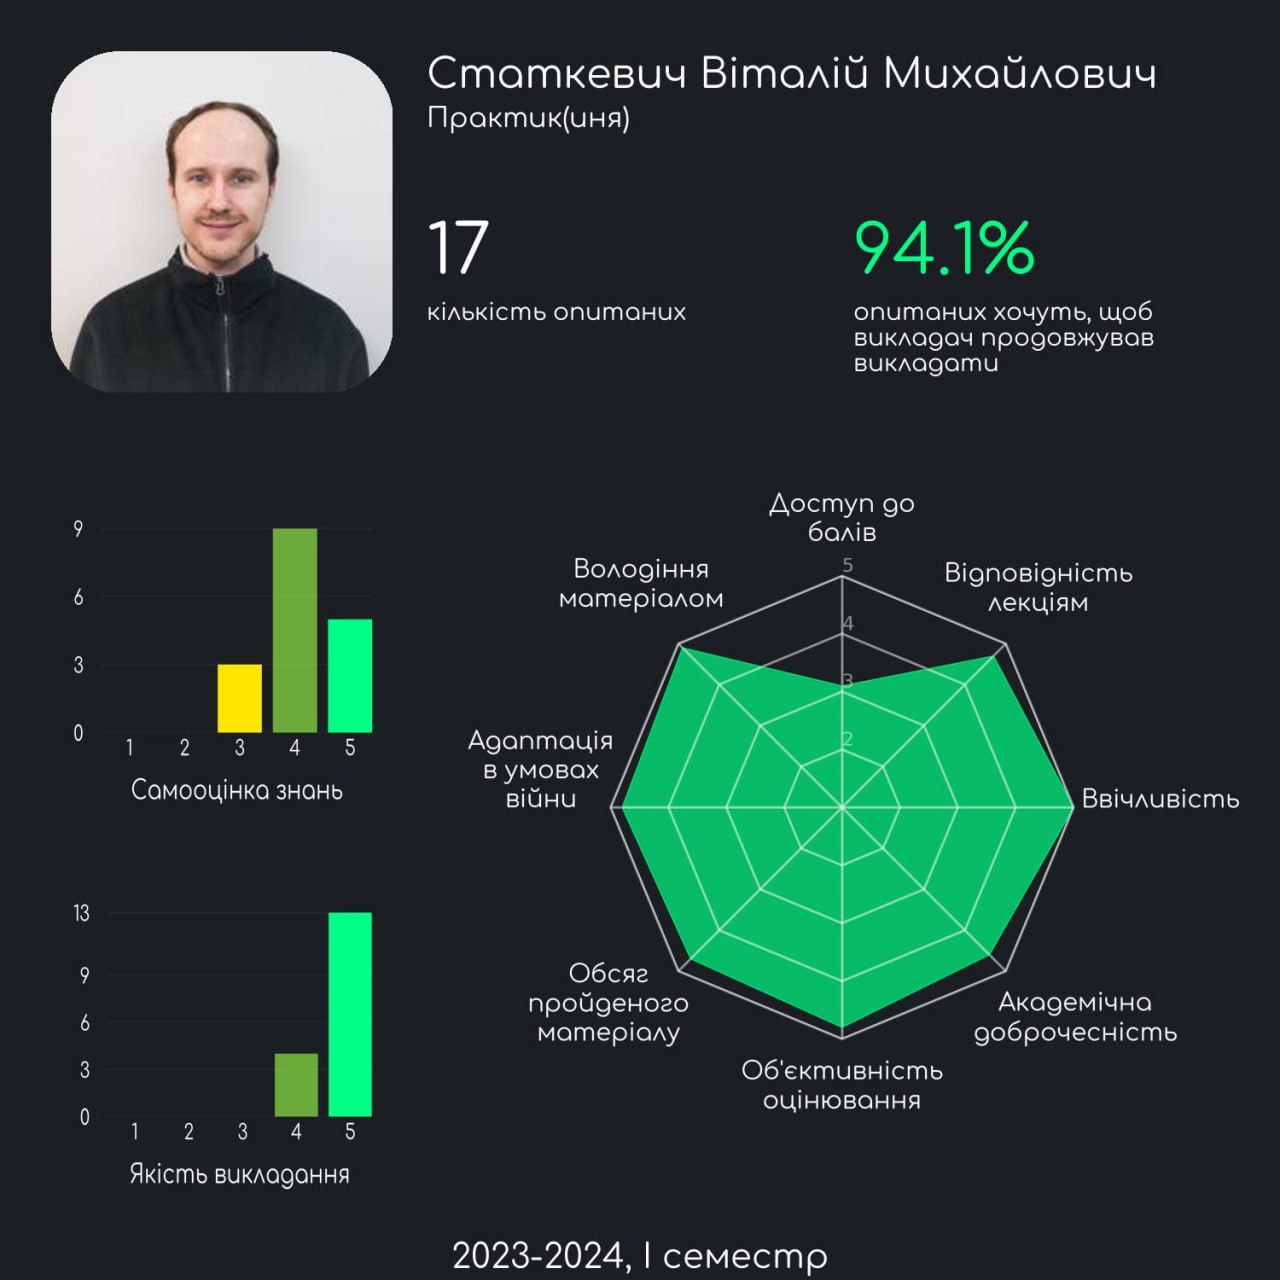 Статкевич Віталій Михайлович
Практик(иня)
17
кількість опитаних
94.1%
опитаних хочуть, щоб
викладач продовжував
викладати
9
6
3
0
1 2 3 4 5
Самооцінка знань
13
9
6
3
0
1 2 3 4 5
Якість викладання
Доступ до
балів
Відповідність
лекціям
Ввічливість
Академічна
доброчесність
Об'єктивність
оцінювання
Обсяг
пройденого
матеріалу
Адаптація
в умовах
війни
Володіння
матеріалом
5
4
3
2
2023-2024, І семестр